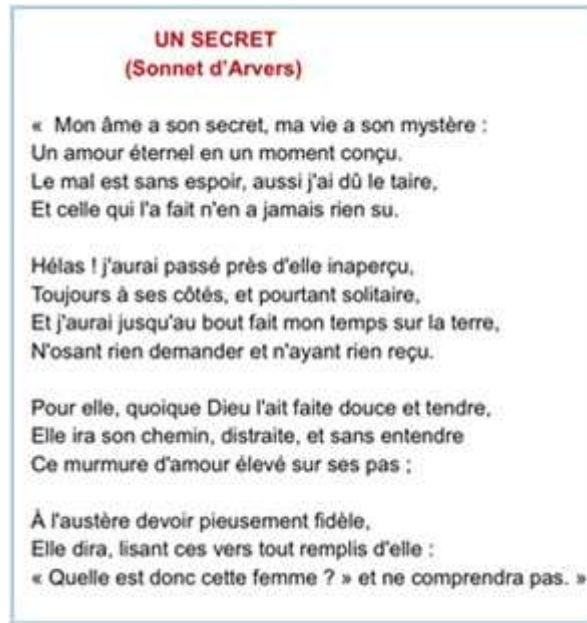 UN SECRET
(Sonnet d'Arvers)
« Mon âme a son secret, ma vie a son mystère :
Un amour éternel en un moment conçu.
Le mal est sans espoir, aussi j'ai dû le taire,
Et celle qui l'a fait n'en a jamais rien su.
Hélas ! j'aurai passé près d'elle inaperçu,
Toujours à ses côtés, et pourtant solitaire,
Et j'aurai jusqu'au bout fait mon temps sur la terre,
N'osant rien demander et n'ayant rien reçu.
Pour elle, quoique Dieu l'ait faite douce et tendre,
Elle ira son chemin, distraite, et sans entendre
Ce murmure d'amour élevé sur ses pas ;
À l'austère devoir pieusement fidèle,
Elle dira, lisant ces vers tout remplis d'elle :
« Quelle est donc cette femme ? » et ne comprendra pas. »